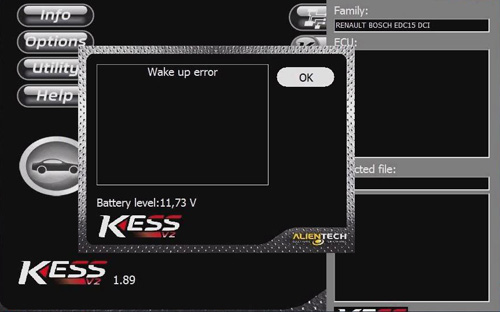 Info
Options
Utility
Help
Family:
RENAULT BOSCH EDC15 DCI
ECU:
Wake up error
OK
cted file:
Battery level:11,73 V
KESS V2
ALIENTECH
KESS V2 1.89